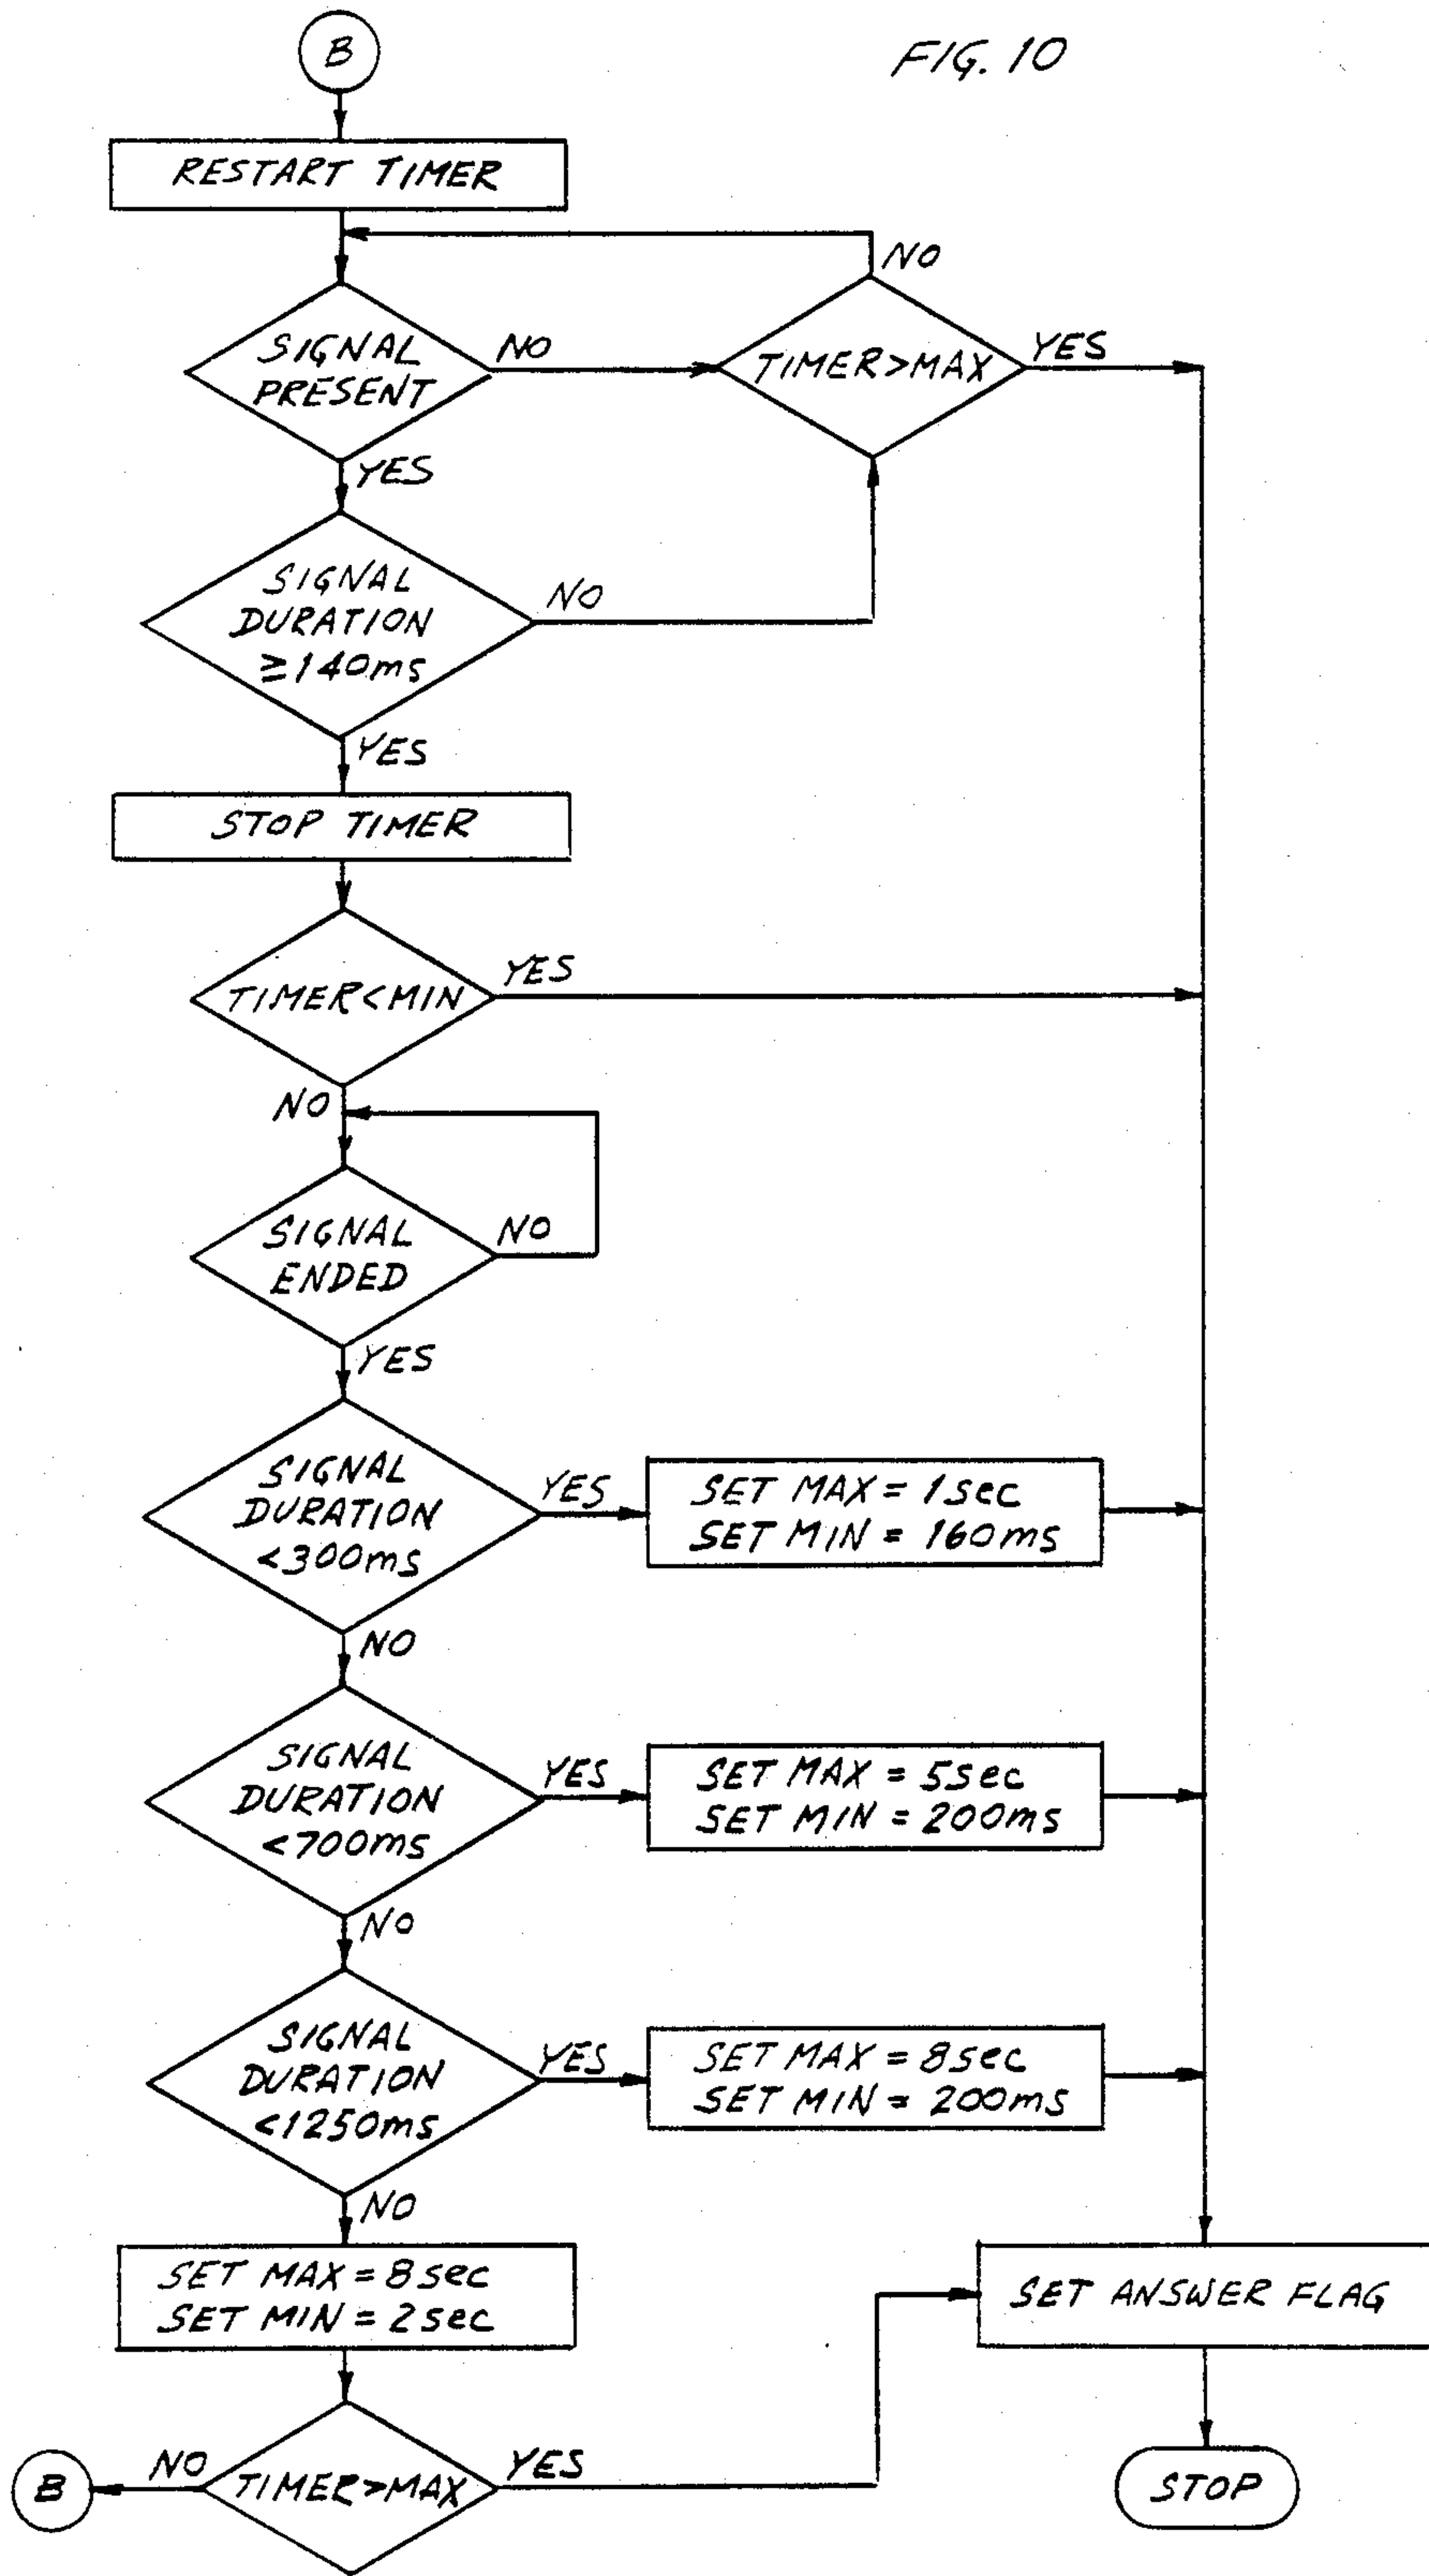 FIG. 10
B
RESTART TIMER
NO
SIGNAL
PRESENT
NO
TIMER>MAX
YES
YES
SIGNAL
DURATION
≥140ms
NO
YES
STOP TIMER
TIMER<MIN
YES
NO
SIGNAL
ENDED
NO
YES
SIGNAL
DURATION
<300ms
YES
SET MAX = 1sec
SET MIN = 160ms
NO
SIGNAL
DURATION
<700ms
YES
SET MAX = 5sec
SET MIN = 200ms
NO
SIGNAL
DURATION
<1250ms
YES
SET MAX = 8sec
SET MIN = 200ms
NO
SET MAX = 8sec
SET MIN = 2sec
SET ANSWER FLAG
B
NO
TIMER>MAX
YES
STOP